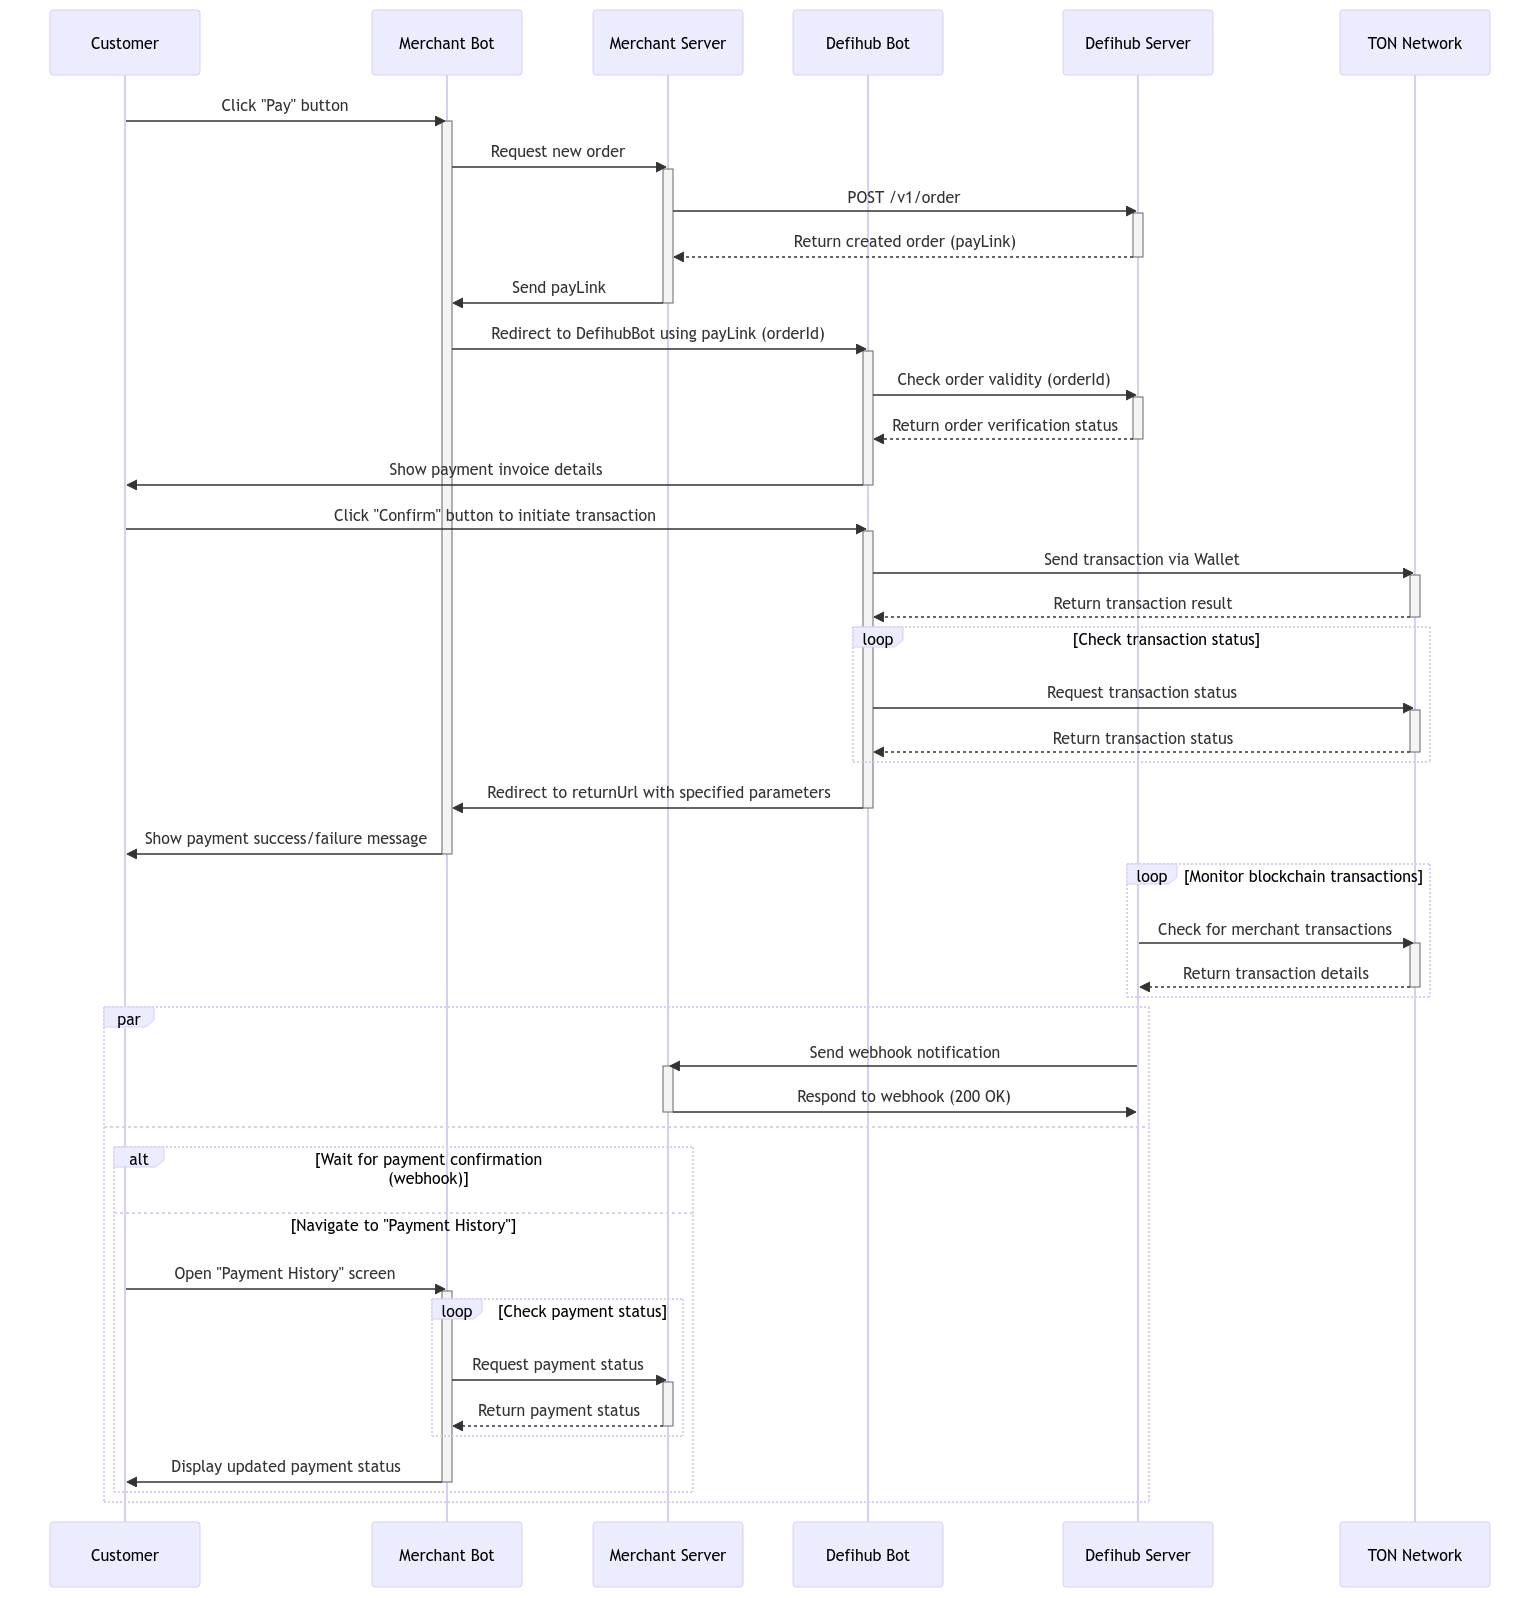 Customer
Merchant Bot
Merchant Server
Defihub Bot
Defihub Server
TON Network
Click "Pay" button
Request new order
POST /v1/order
Return created order (payLink)
Send payLink
Redirect to DefihubBot using payLink (orderId)
Check order validity (orderId)
Return order verification status
Show payment invoice details
Click "Confirm" button to initiate transaction
Send transaction via Wallet
Return transaction result
loop
[Check transaction status]
Request transaction status
Return transaction status
Redirect to returnUrl with specified parameters
Show payment success/failure message
loop
[Monitor blockchain transactions]
Check for merchant transactions
Return transaction details
par
Send webhook notification
Respond to webhook (200 OK)
alt
[Wait for payment confirmation
(webhook)]
[Navigate to "Payment History"]
Open "Payment History" screen
loop
[Check payment status]
Request payment status
Return payment status
Display updated payment status
Customer
Merchant Bot
Merchant Server
Defihub Bot
Defihub Server
TON Network